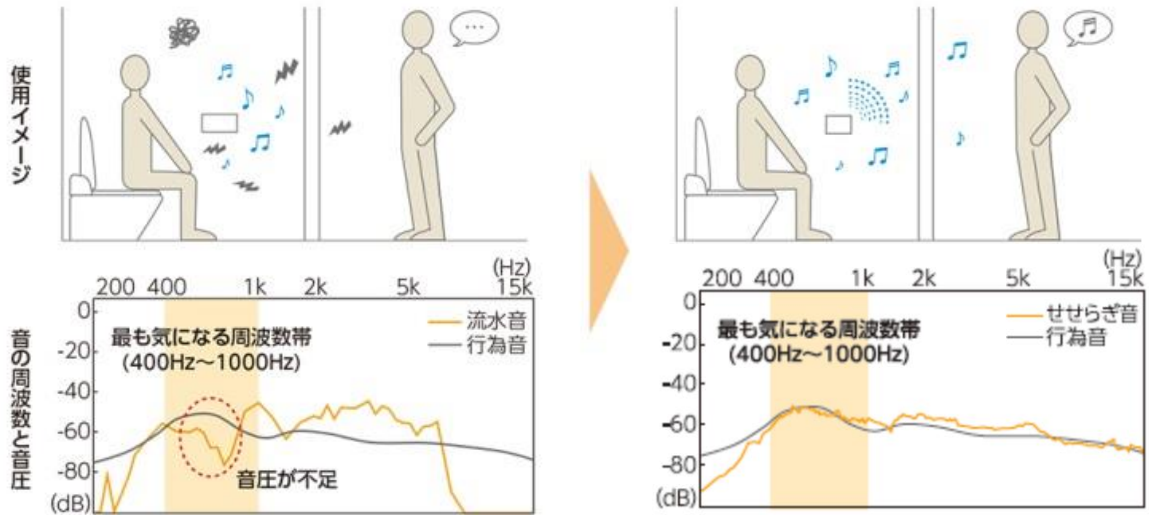 使用イメージ
…
音の周波数と音圧
(Hz)
200 400 1k 2k 5k 15k
0
-20
-40
-60
-80
(dB)
最も気になる周波数帯
(400Hz〜1000Hz)
流水音
行為音
音圧が不足
(Hz)
200 400 1k 2k 5k 15k
0
-20
-40
-60
-80
(dB)
最も気になる周波数帯
(400Hz〜1000Hz)
せせらぎ音
行為音